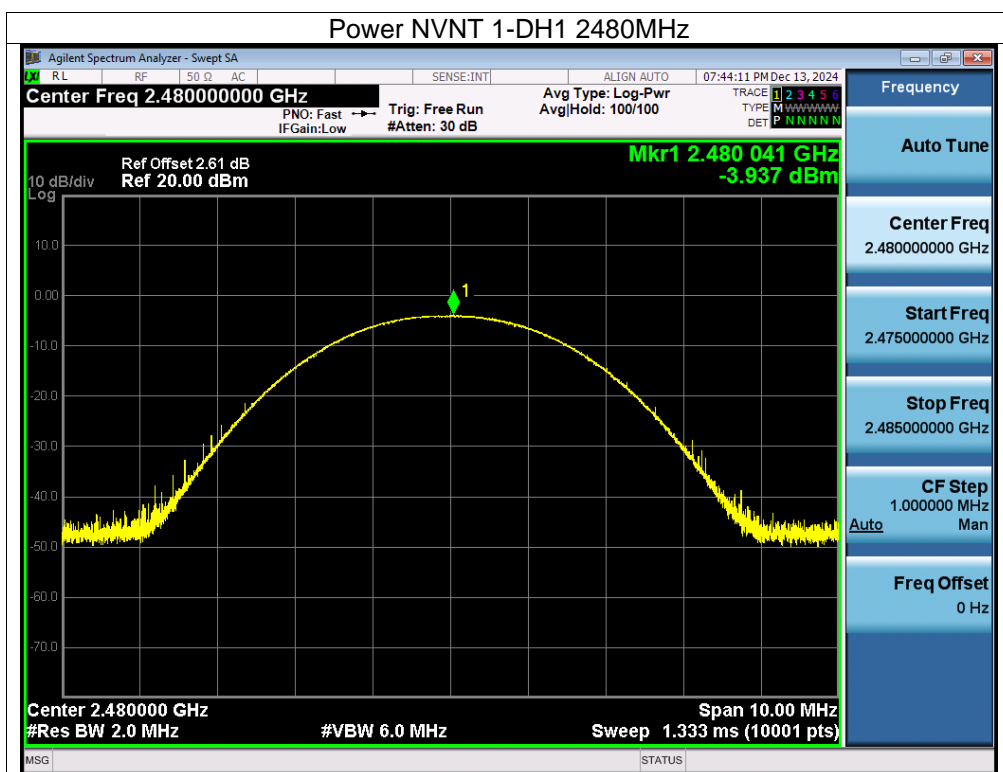 Power NVNT 1-DH1 2480MHz
Agilent Spectrum Analyzer - Swept SA
LXI RL RF 50 Ω AC SENSE:INT ALIGN AUTO 07:44:11 PM Dec 13, 2024
Center Freq 2.480000000 GHz
PNO: Fast
IFGain:Low
Trig: Free Run
#Atten: 30 dB
Avg Type: Log-Pwr
Avg|Hold: 100/100
TRACE 1 2 3 4 5 6
TYPE M WWWWW
DET P N N N N N
Ref Offset 2.61 dB
10 dB/div Ref 20.00 dBm
Log
Mkr1 2.480 041 GHz
-3.937 dBm
1
10.0
0.00
-10.0
-20.0
-30.0
-40.0
-50.0
-60.0
-70.0
Center 2.480000 GHz Span 10.00 MHz
#Res BW 2.0 MHz #VBW 6.0 MHz Sweep 1.333 ms (10001 pts)
MSG STATUS
Frequency
Auto Tune
Center Freq
2.480000000 GHz
Start Freq
2.475000000 GHz
Stop Freq
2.485000000 GHz
CF Step
1.000000 MHz
Auto Man
Freq Offset
0 Hz